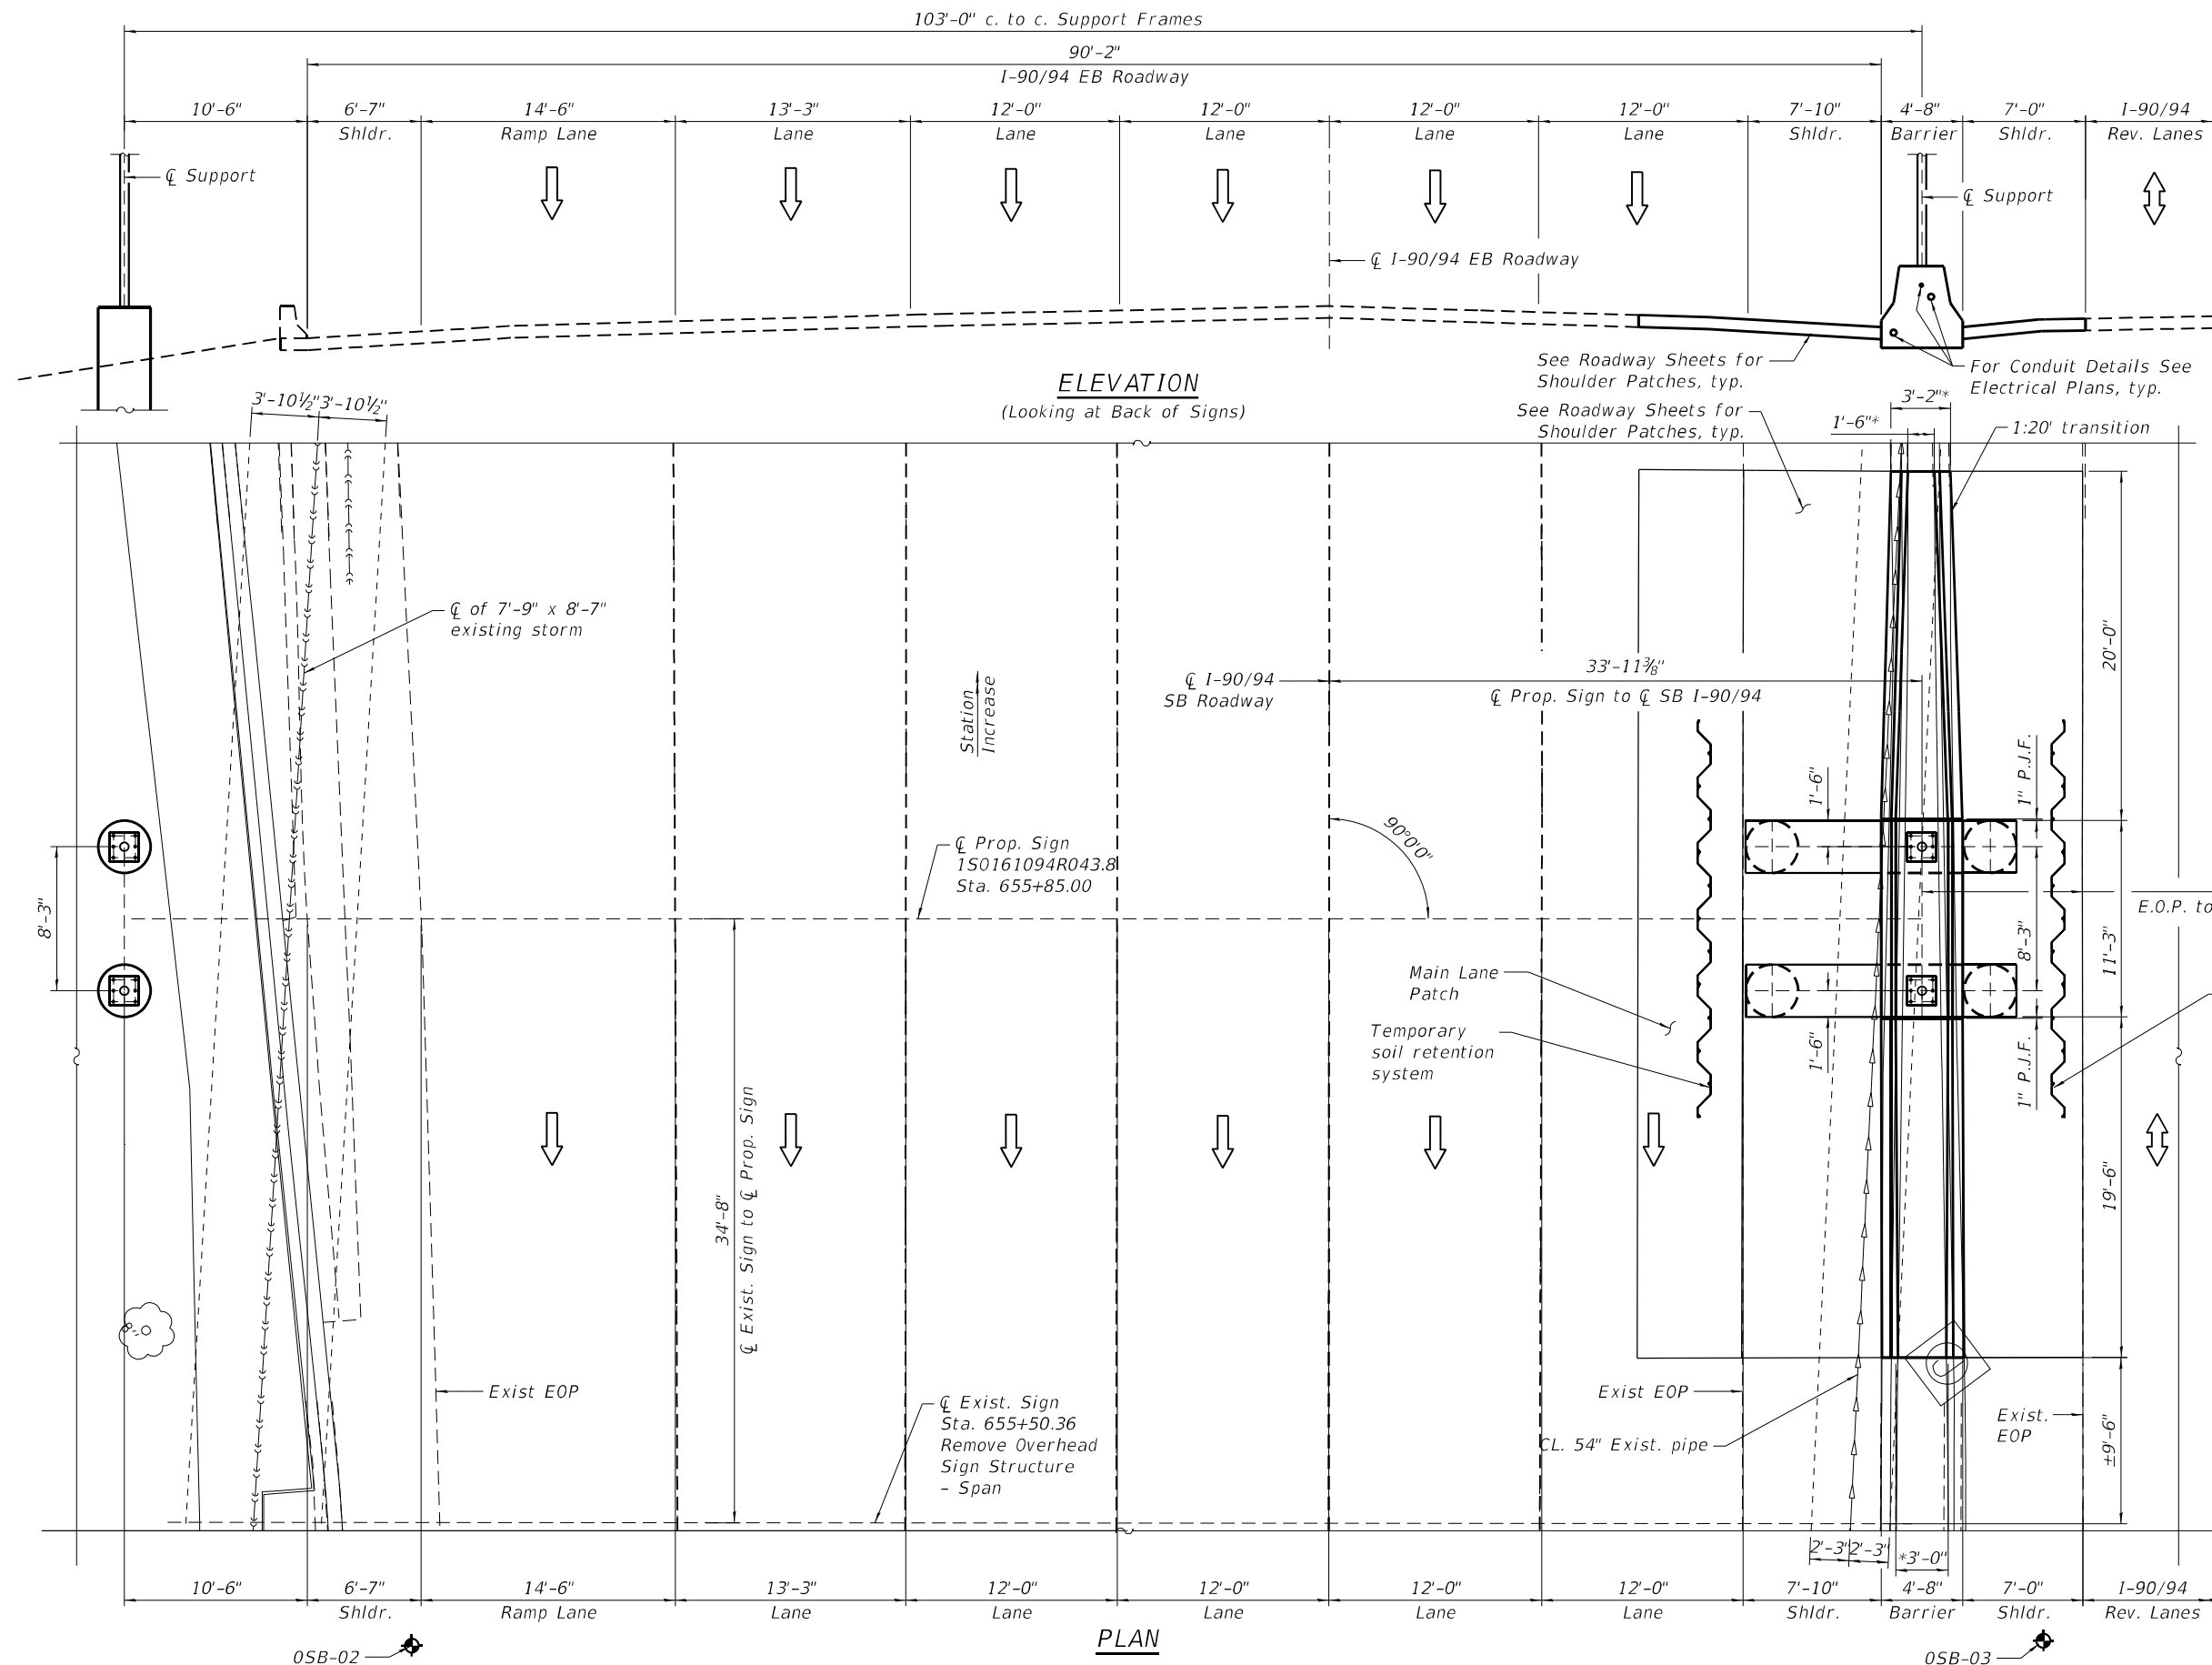 103'-0" c. to c. Support Frames
90'-2"
I-90/94 EB Roadway
10'-6" 6'-7" 14'-6" 13'-3" 12'-0" 12'-0" 12'-0" 12'-0" 7'-10" 4'-8" 7'-0" I-90/94
Shldr. Ramp Lane Lane Lane Lane Lane Lane Shldr. Barrier Shldr. Rev. Lanes
℄ Support
℄ Support
℄ I-90/94 EB Roadway
See Roadway Sheets for
Shoulder Patches, typ.
For Conduit Details See
Electrical Plans, typ.
ELEVATION
(Looking at Back of Signs)
3'-10½" 3'-10½"
See Roadway Sheets for
Shoulder Patches, typ.
3'-2"*
1'-6"*
1:20' transition
℄ of 7'-9" x 8'-7"
existing storm
20'-0"
33'-11⅜"
℄ Prop. Sign to ℄ SB I-90/94
℄ I-90/94
SB Roadway
Station
Increase
1'-6"
1" P.J.F.
90°0'0"
℄ Prop. Sign
1S0161094R043.8
Sta. 655+85.00
8'-3"
E.O.P. to
8'-3"
11'-3"
Main Lane
Patch
Temporary
soil retention
system
1'-6"
1" P.J.F.
34'-8"
℄ Exist. Sign to ℄ Prop. Sign
19'-6"
Exist EOP
Exist EOP
℄ Exist. Sign
Sta. 655+50.36
Remove Overhead
Sign Structure
- Span
Exist.
EOP
CL. 54" Exist. pipe
±9'-6"
2'-3" 2'-3" *3'-0"
10'-6" 6'-7" 14'-6" 13'-3" 12'-0" 12'-0" 12'-0" 12'-0" 7'-10" 4'-8" 7'-0" I-90/94
Shldr. Ramp Lane Lane Lane Lane Lane Lane Shldr. Barrier Shldr. Rev. Lanes
PLAN
OSB-02
OSB-03